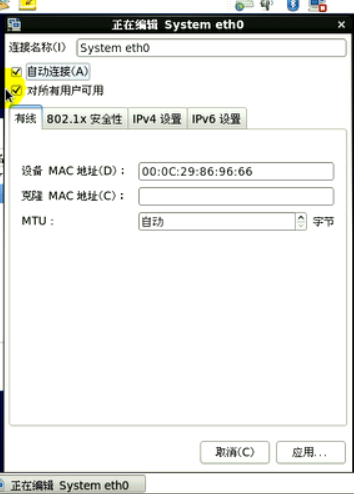 正在编辑 System eth0
连接名称(I) System eth0
自动连接(A)
对所有用户可用
有线 802.1x 安全性 IPv4 设置 IPv6 设置
设备 MAC 地址(D)： 00:0C:29:86:96:66
克隆 MAC 地址(C)：
MTU： 自动 字节
取消(C) 应用...
正在编辑 System eth0